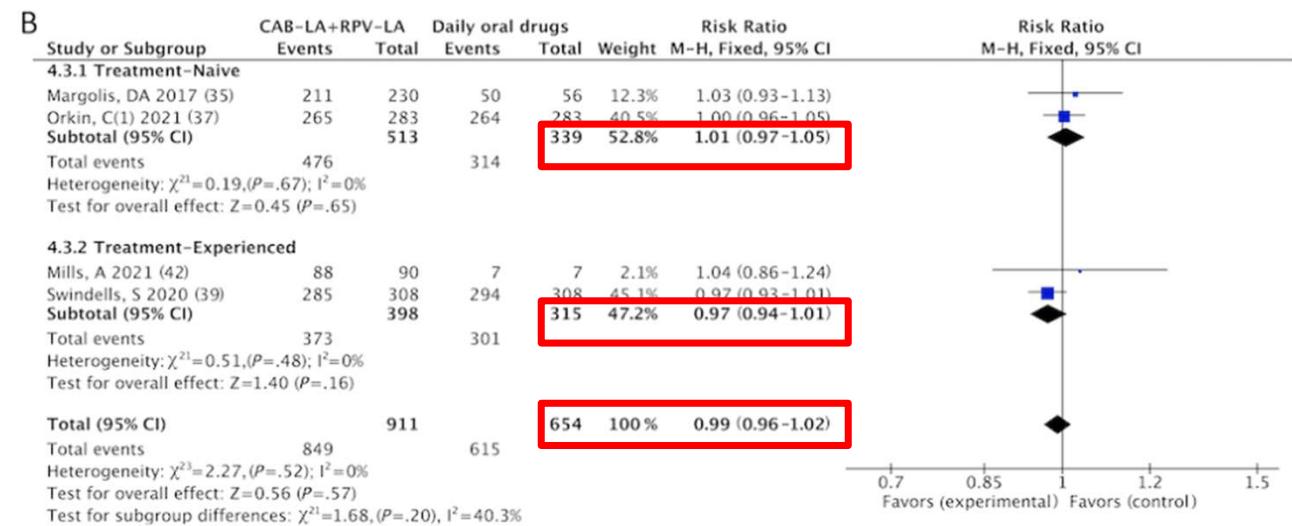 B
CAB-LA+RPV-LA Daily oral drugs Risk Ratio Risk Ratio
Study or Subgroup Events Total Events Total Weight M-H, Fixed, 95% CI M-H, Fixed, 95% CI
4.3.1 Treatment-Naive
Margolis, DA 2017 (35) 211 230 50 56 12.3% 1.03 (0.93-1.13)
Orkin, C(1) 2021 (37) 265 283 264 283 40.5% 1.00 (0.96-1.05)
Subtotal (95% CI) 513 339 52.8% 1.01 (0.97-1.05)
Total events 476 314
Heterogeneity: χ²¹=0.19,(P=.67); I²=0%
Test for overall effect: Z=0.45 (P=.65)
4.3.2 Treatment-Experienced
Mills, A 2021 (42) 88 90 7 7 2.1% 1.04 (0.86-1.24)
Swindells, S 2020 (39) 285 308 294 308 45.1% 0.97 (0.93-1.01)
Subtotal (95% CI) 398 315 47.2% 0.97 (0.94-1.01)
Total events 373 301
Heterogeneity: χ²¹=0.51,(P=.48); I²=0%
Test for overall effect: Z=1.40 (P=.16)
Total (95% CI) 911 654 100 % 0.99 (0.96-1.02)
Total events 849 615
Heterogeneity: χ²³=2.27,(P=.52); I²=0%
Test for overall effect: Z=0.56 (P=.57)
Test for subgroup differences: χ²¹=1.68,(P=.20), I²=40.3%
0.7 0.85 1 1.2 1.5
Favors (experimental) Favors (control)